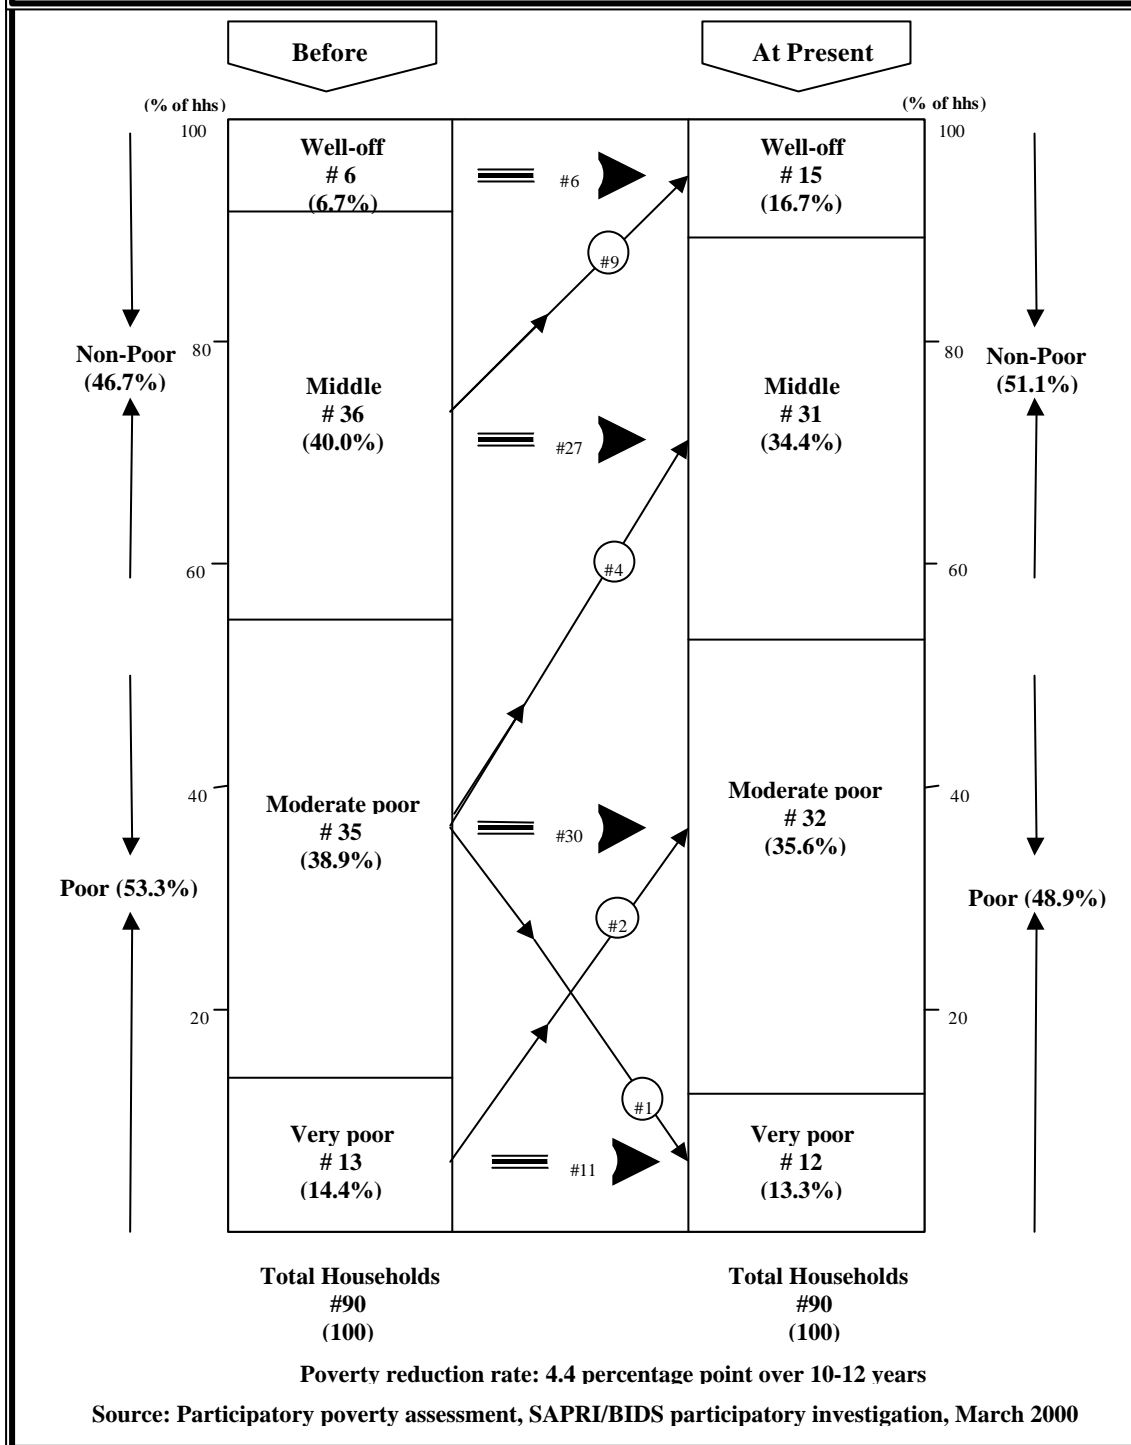 Before
At Present
(% of hhs)
(% of hhs)
100
100
Well-off
# 6
(6.7%)
#6
Well-off
# 15
(16.7%)
#9
Non-Poor
(46.7%)
80
80
Non-Poor
(51.1%)
Middle
# 36
(40.0%)
#27
Middle
# 31
(34.4%)
60
#4
60
40
40
Moderate poor
# 35
(38.9%)
#30
Moderate poor
# 32
(35.6%)
Poor (53.3%)
Poor (48.9%)
#2
20
20
#1
Very poor
# 13
(14.4%)
#11
Very poor
# 12
(13.3%)
Total Households
#90
(100)
Total Households
#90
(100)
Poverty reduction rate: 4.4 percentage point over 10-12 years
Source: Participatory poverty assessment, SAPRI/BIDS participatory investigation, March 2000